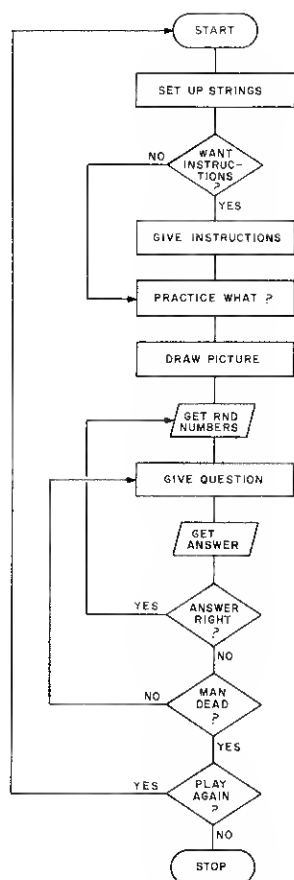 START
SET UP STRINGS
NO
WANT
INSTRUC-
TIONS
?
YES
GIVE INSTRUCTIONS
PRACTICE WHAT ?
DRAW PICTURE
GET RND
NUMBERS
GIVE QUESTION
GET
ANSWER
YES
ANSWER
RIGHT
?
NO
NO
MAN
DEAD
?
YES
YES
PLAY
AGAIN
?
NO
STOP